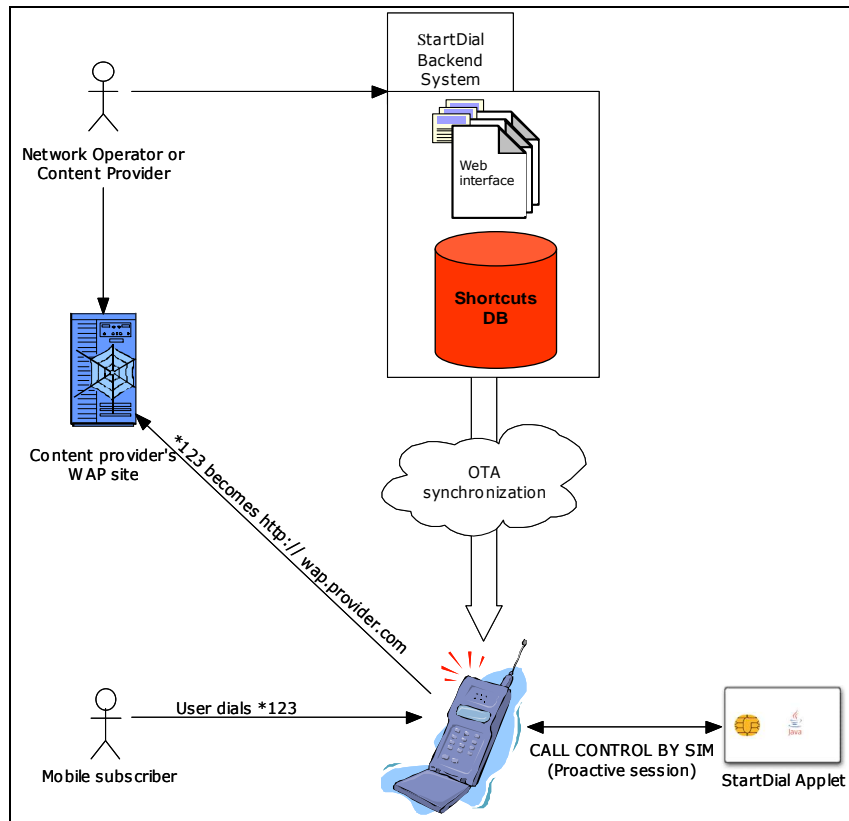 StartDial
Backend
System
Network Operator or
Content Provider
Web
interface
Shortcuts
DB
Content provider's
WAP site
*123 becomes http:// wap.provider.com
OTA
synchronization
User dials *123
Mobile subscriber
CALL CONTROL BY SIM
(Proactive session)
Java
StartDial Applet